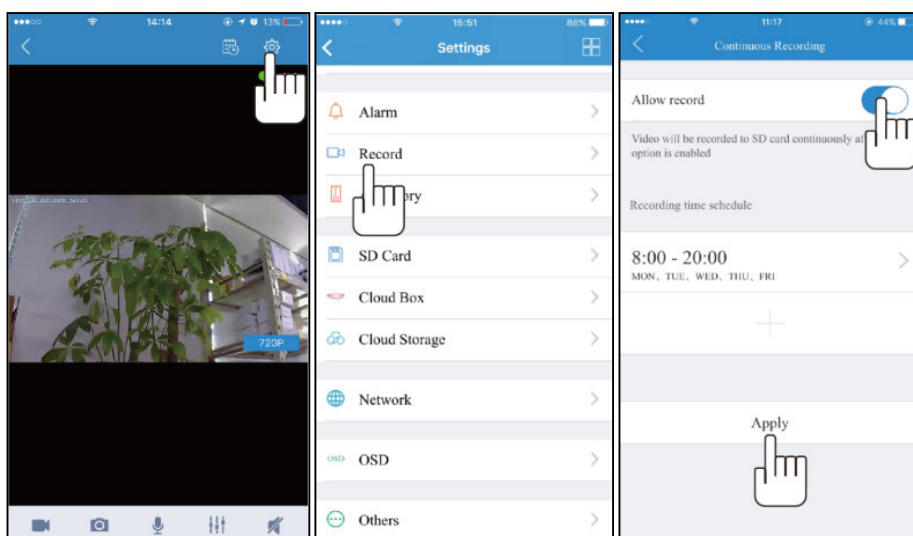 14:14
13%
720P
15:51
88%
Settings
Alarm
Record
ory
SD Card
Cloud Box
Cloud Storage
Network
OSD OSD
Others
11:17
44%
Continuous Recording
Allow record
Video will be recorded to SD card continuously
option is enabled
Recording time schedule
8:00 - 20:00
MON、TUE、WED、THU、FRI
Apply